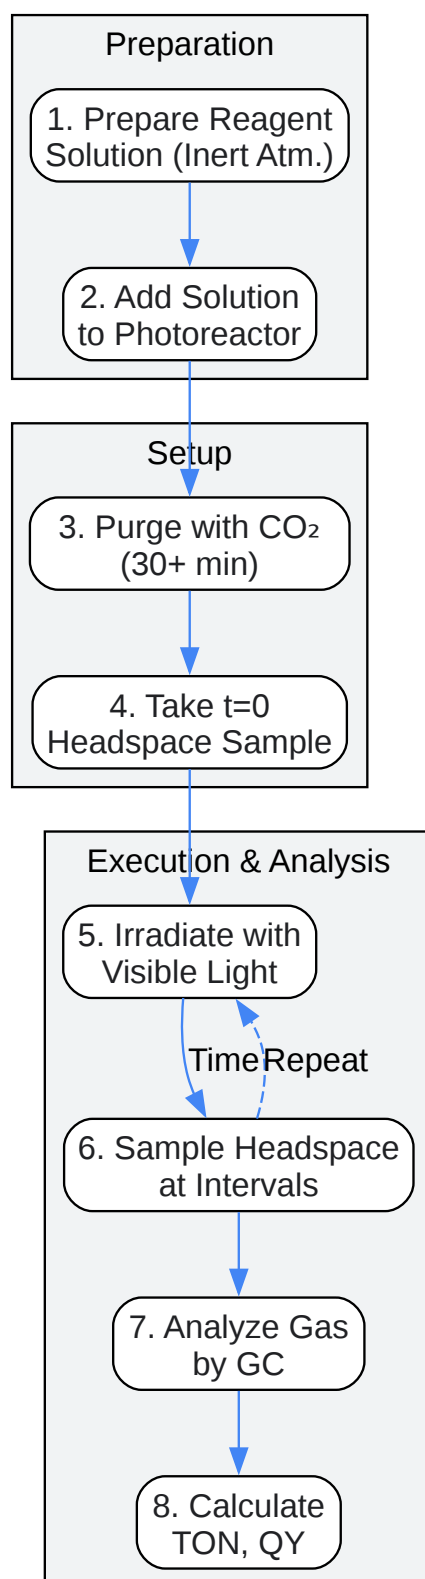 Preparation
1. Prepare Reagent
Solution (Inert Atm.)
2. Add Solution
to Photoreactor
Setup
3. Purge with CO₂
(30+ min)
4. Take t=0
Headspace Sample
Execution & Analysis
5. Irradiate with
Visible Light
Time Repeat
6. Sample Headspace
at Intervals
7. Analyze Gas
by GC
8. Calculate
TON, QY